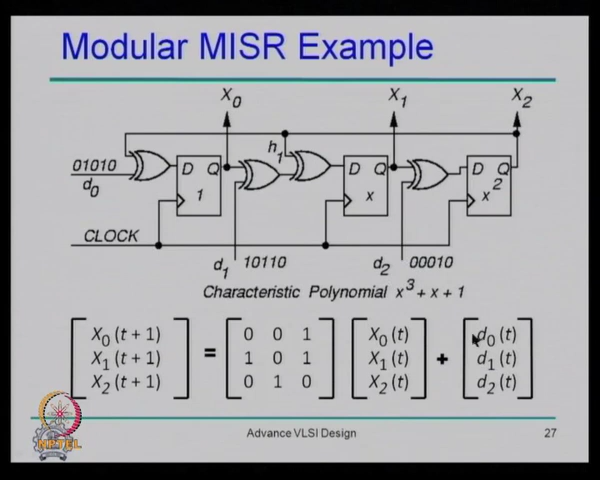 Modular MISR Example
X0 X1 X2
h1
01010
d0
D Q D Q D Q
1 x x2
CLOCK
d1 10110 d2 00010
Characteristic Polynomial x³ + x + 1
X0 (t + 1) 0 0 1 X0 (t) d0 (t)
X1 (t + 1) = 1 0 1 X1 (t) + d1 (t)
X2 (t + 1) 0 1 0 X2 (t) d2 (t)
NPTEL
Advance VLSI Design 27